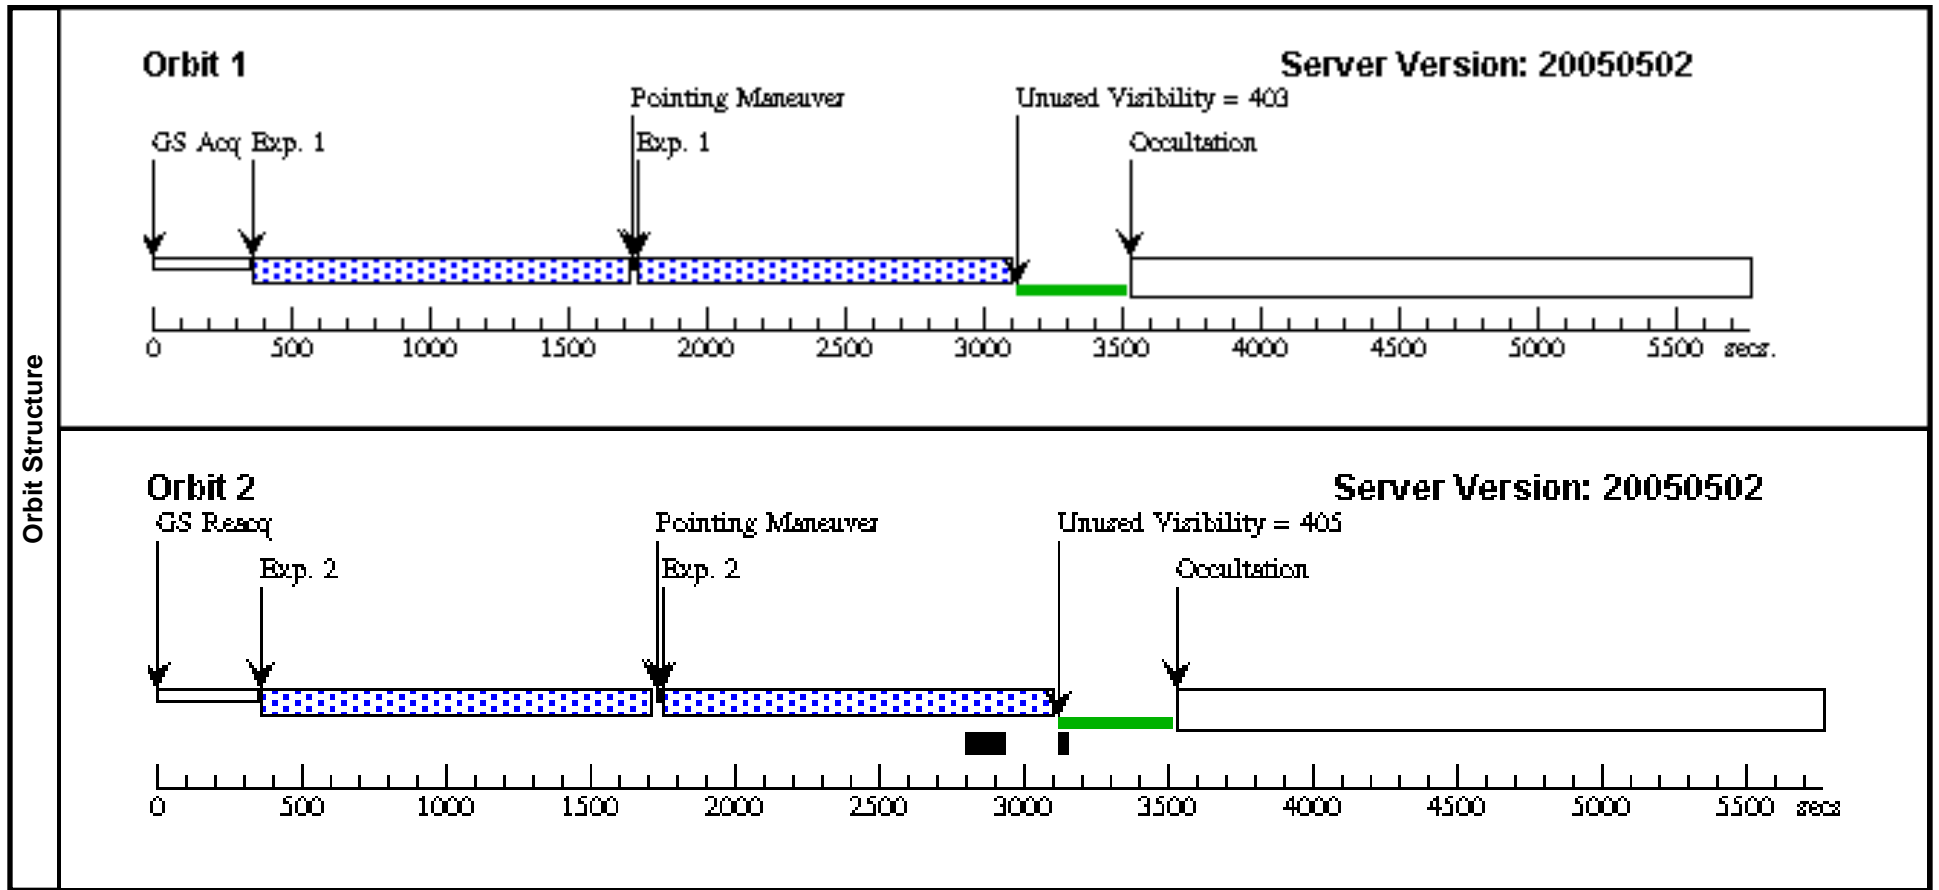 Orbit Structure
Orbit 1
Server Version: 20050502
Pointing Maneuver
Unused Visibility = 403
GS Acq
Exp. 1
Exp. 1
Occultation
0 500 1000 1500 2000 2500 3000 3500 4000 4500 5000 5500 secs.
Orbit 2
Server Version: 20050502
GS Reacq
Pointing Maneuver
Unused Visibility = 405
Exp. 2
Exp. 2
Occultation
0 500 1000 1500 2000 2500 3000 3500 4000 4500 5000 5500 secs